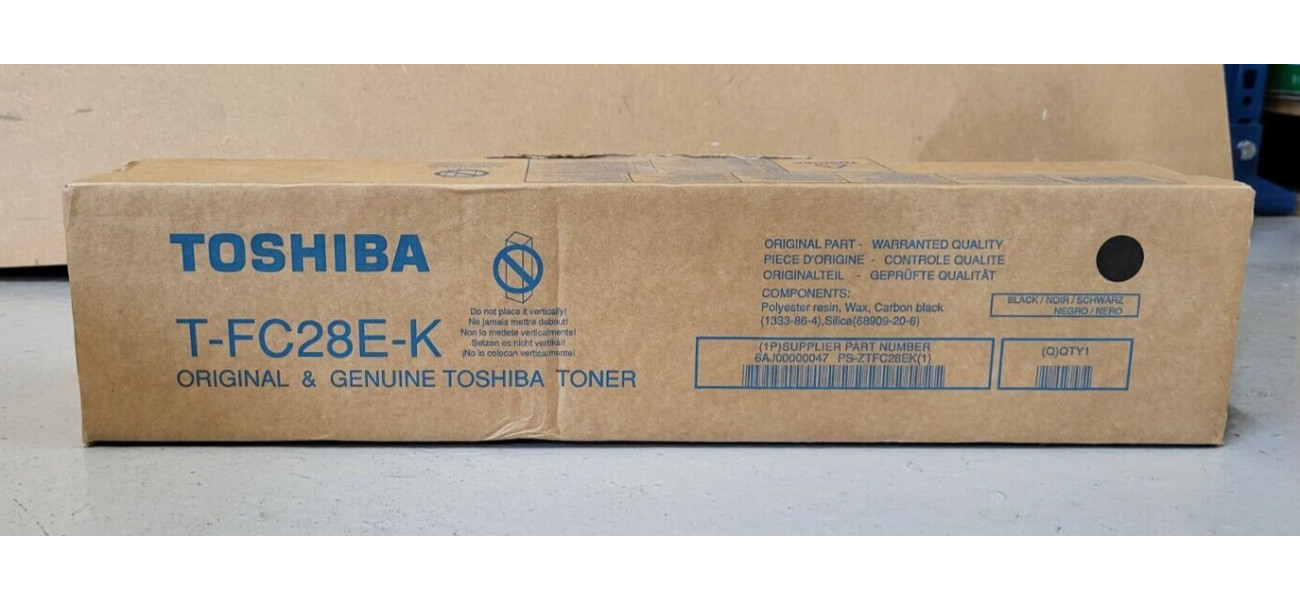 TOSHIBA
T-FC28E-K
ORIGINAL & GENUINE TOSHIBA TONER
Do not place it vertically!
Ne jamais mettre debout!
Non lo mettete verticalmente!
Setzen es nicht vertikal!
¡No lo colocan verticalmente!
ORIGINAL PART - WARRANTED QUALITY
PIECE D'ORIGINE - CONTROLE QUALITE
ORIGINALTEIL - GEPRÜFTE QUALITÄT
COMPONENTS:
Polyester resin, Wax, Carbon black
(1333-86-4),Silica(68909-20-6)
BLACK / NOIR / SCHWARZ
NEGRO / NERO
(1P)SUPPLIER PART NUMBER
6AJ00000047 PS-ZTFC28EK(1)
(Q)QTY1